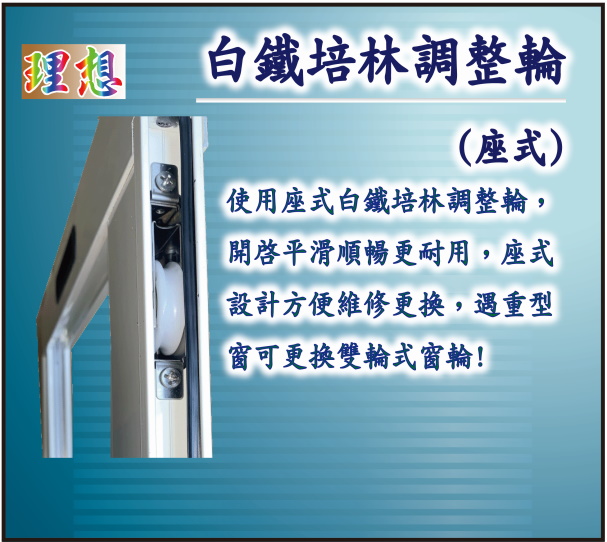 理想
白鐵培林調整輪
(座式)
使用座式白鐵培林調整輪，
開啓平滑順暢更耐用，座式
設計方便維修更換，遇重型
窗可更換雙輪式窗輪!